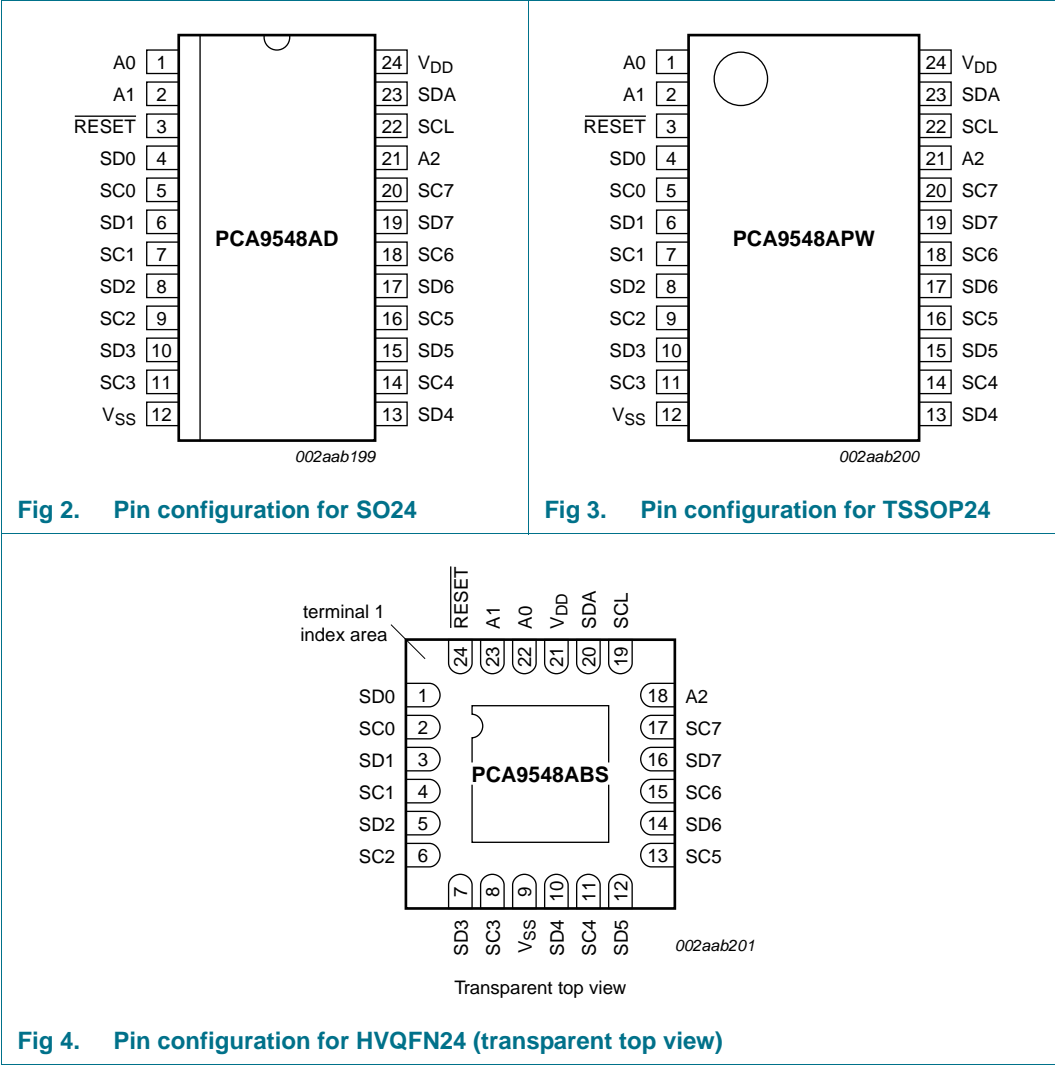 A0 1 24 VDD
A1 2 23 SDA
RESET 3 22 SCL
SD0 4 21 A2
SC0 5 20 SC7
SD1 6 19 SD7
PCA9548AD
SC1 7 18 SC6
SD2 8 17 SD6
SC2 9 16 SC5
SD3 10 15 SD5
SC3 11 14 SC4
VSS 12 13 SD4
002aab199
Fig 2. Pin configuration for SO24
A0 1 24 VDD
A1 2 23 SDA
RESET 3 22 SCL
SD0 4 21 A2
SC0 5 20 SC7
SD1 6 19 SD7
PCA9548APW
SC1 7 18 SC6
SD2 8 17 SD6
SC2 9 16 SC5
SD3 10 15 SD5
SC3 11 14 SC4
VSS 12 13 SD4
002aab200
Fig 3. Pin configuration for TSSOP24
terminal 1
index area
RESET A1 A0 VDD SDA SCL
24 23 22 21 20 19
SD0 1 18 A2
SC0 2 17 SC7
SD1 3 16 SD7
PCA9548ABS
SC1 4 15 SC6
SD2 5 14 SD6
SC2 6 13 SC5
7 8 9 10 11 12
SD3 SC3 VSS SD4 SC4 SD5
002aab201
Transparent top view
Fig 4. Pin configuration for HVQFN24 (transparent top view)